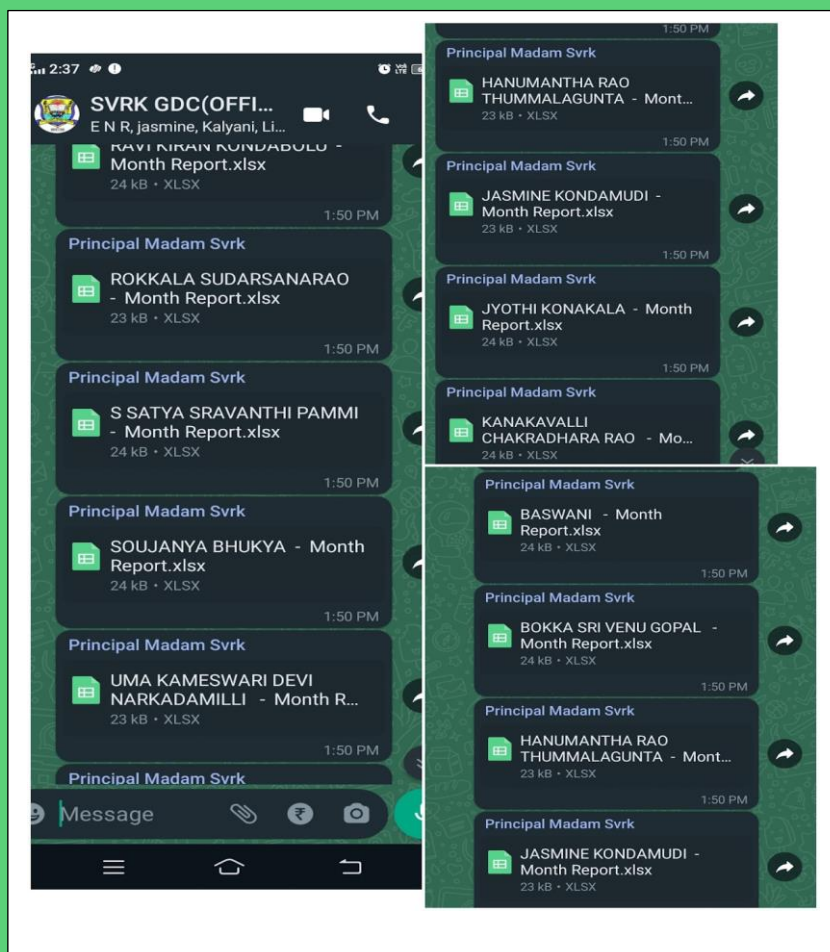 2:37
VoLTE
SVRK GDC(OFFI...
E N R, jasmine, Kalyani, Li...
RAVI KIRAN KONDABOLU -
Month Report.xlsx
24 kB • XLSX
1:50 PM
Principal Madam Svrk
ROKKALA SUDARSANARAO
- Month Report.xlsx
23 kB • XLSX
1:50 PM
Principal Madam Svrk
S SATYA SRAVANTHI PAMMI
- Month Report.xlsx
24 kB • XLSX
1:50 PM
Principal Madam Svrk
SOUJANYA BHUKYA - Month
Report.xlsx
24 kB • XLSX
1:50 PM
Principal Madam Svrk
UMA KAMESWARI DEVI
NARKADAMILLI - Month R...
23 kB • XLSX
1:50 PM
Principal Madam Svrk
Message
1:50 PM
Principal Madam Svrk
HANUMANTHA RAO
THUMMALAGUNTA - Mont...
23 kB • XLSX
1:50 PM
Principal Madam Svrk
JASMINE KONDAMUDI -
Month Report.xlsx
23 kB • XLSX
1:50 PM
Principal Madam Svrk
JYOTHI KONAKALA - Month
Report.xlsx
24 kB • XLSX
1:50 PM
Principal Madam Svrk
KANAKAVALLI
CHAKRADHARA RAO - Mo...
24 kB • XLSX
Principal Madam Svrk
BASWANI - Month
Report.xlsx
24 kB • XLSX
1:50 PM
Principal Madam Svrk
BOKKA SRI VENU GOPAL -
Month Report.xlsx
24 kB • XLSX
1:50 PM
Principal Madam Svrk
HANUMANTHA RAO
THUMMALAGUNTA - Mont...
23 kB • XLSX
1:50 PM
Principal Madam Svrk
JASMINE KONDAMUDI -
Month Report.xlsx
23 kB • XLSX